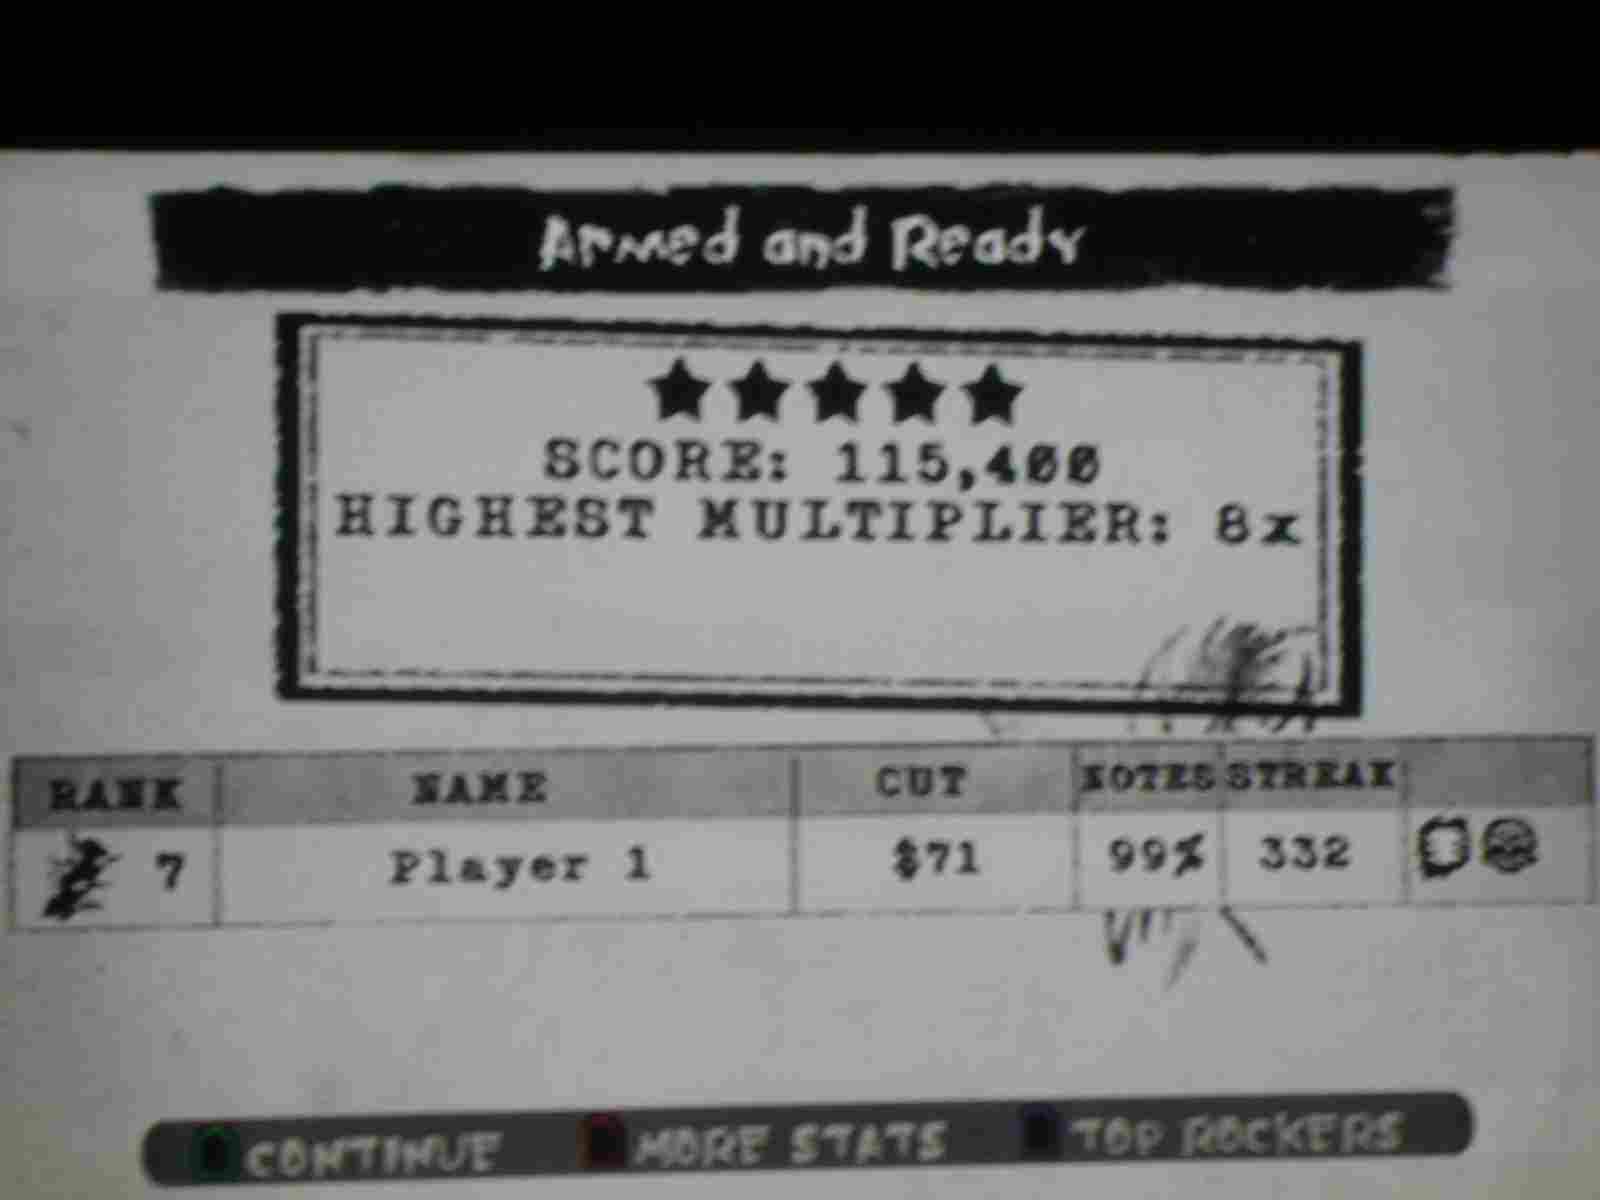 Armed and Ready
SCORE: 115,400
HIGHEST MULTIPLIER: 8x
RANK NAME CUT NOTES STREAK
7 Player 1 $71 99% 332
CONTINUE MORE STATS TOP ROCKERS